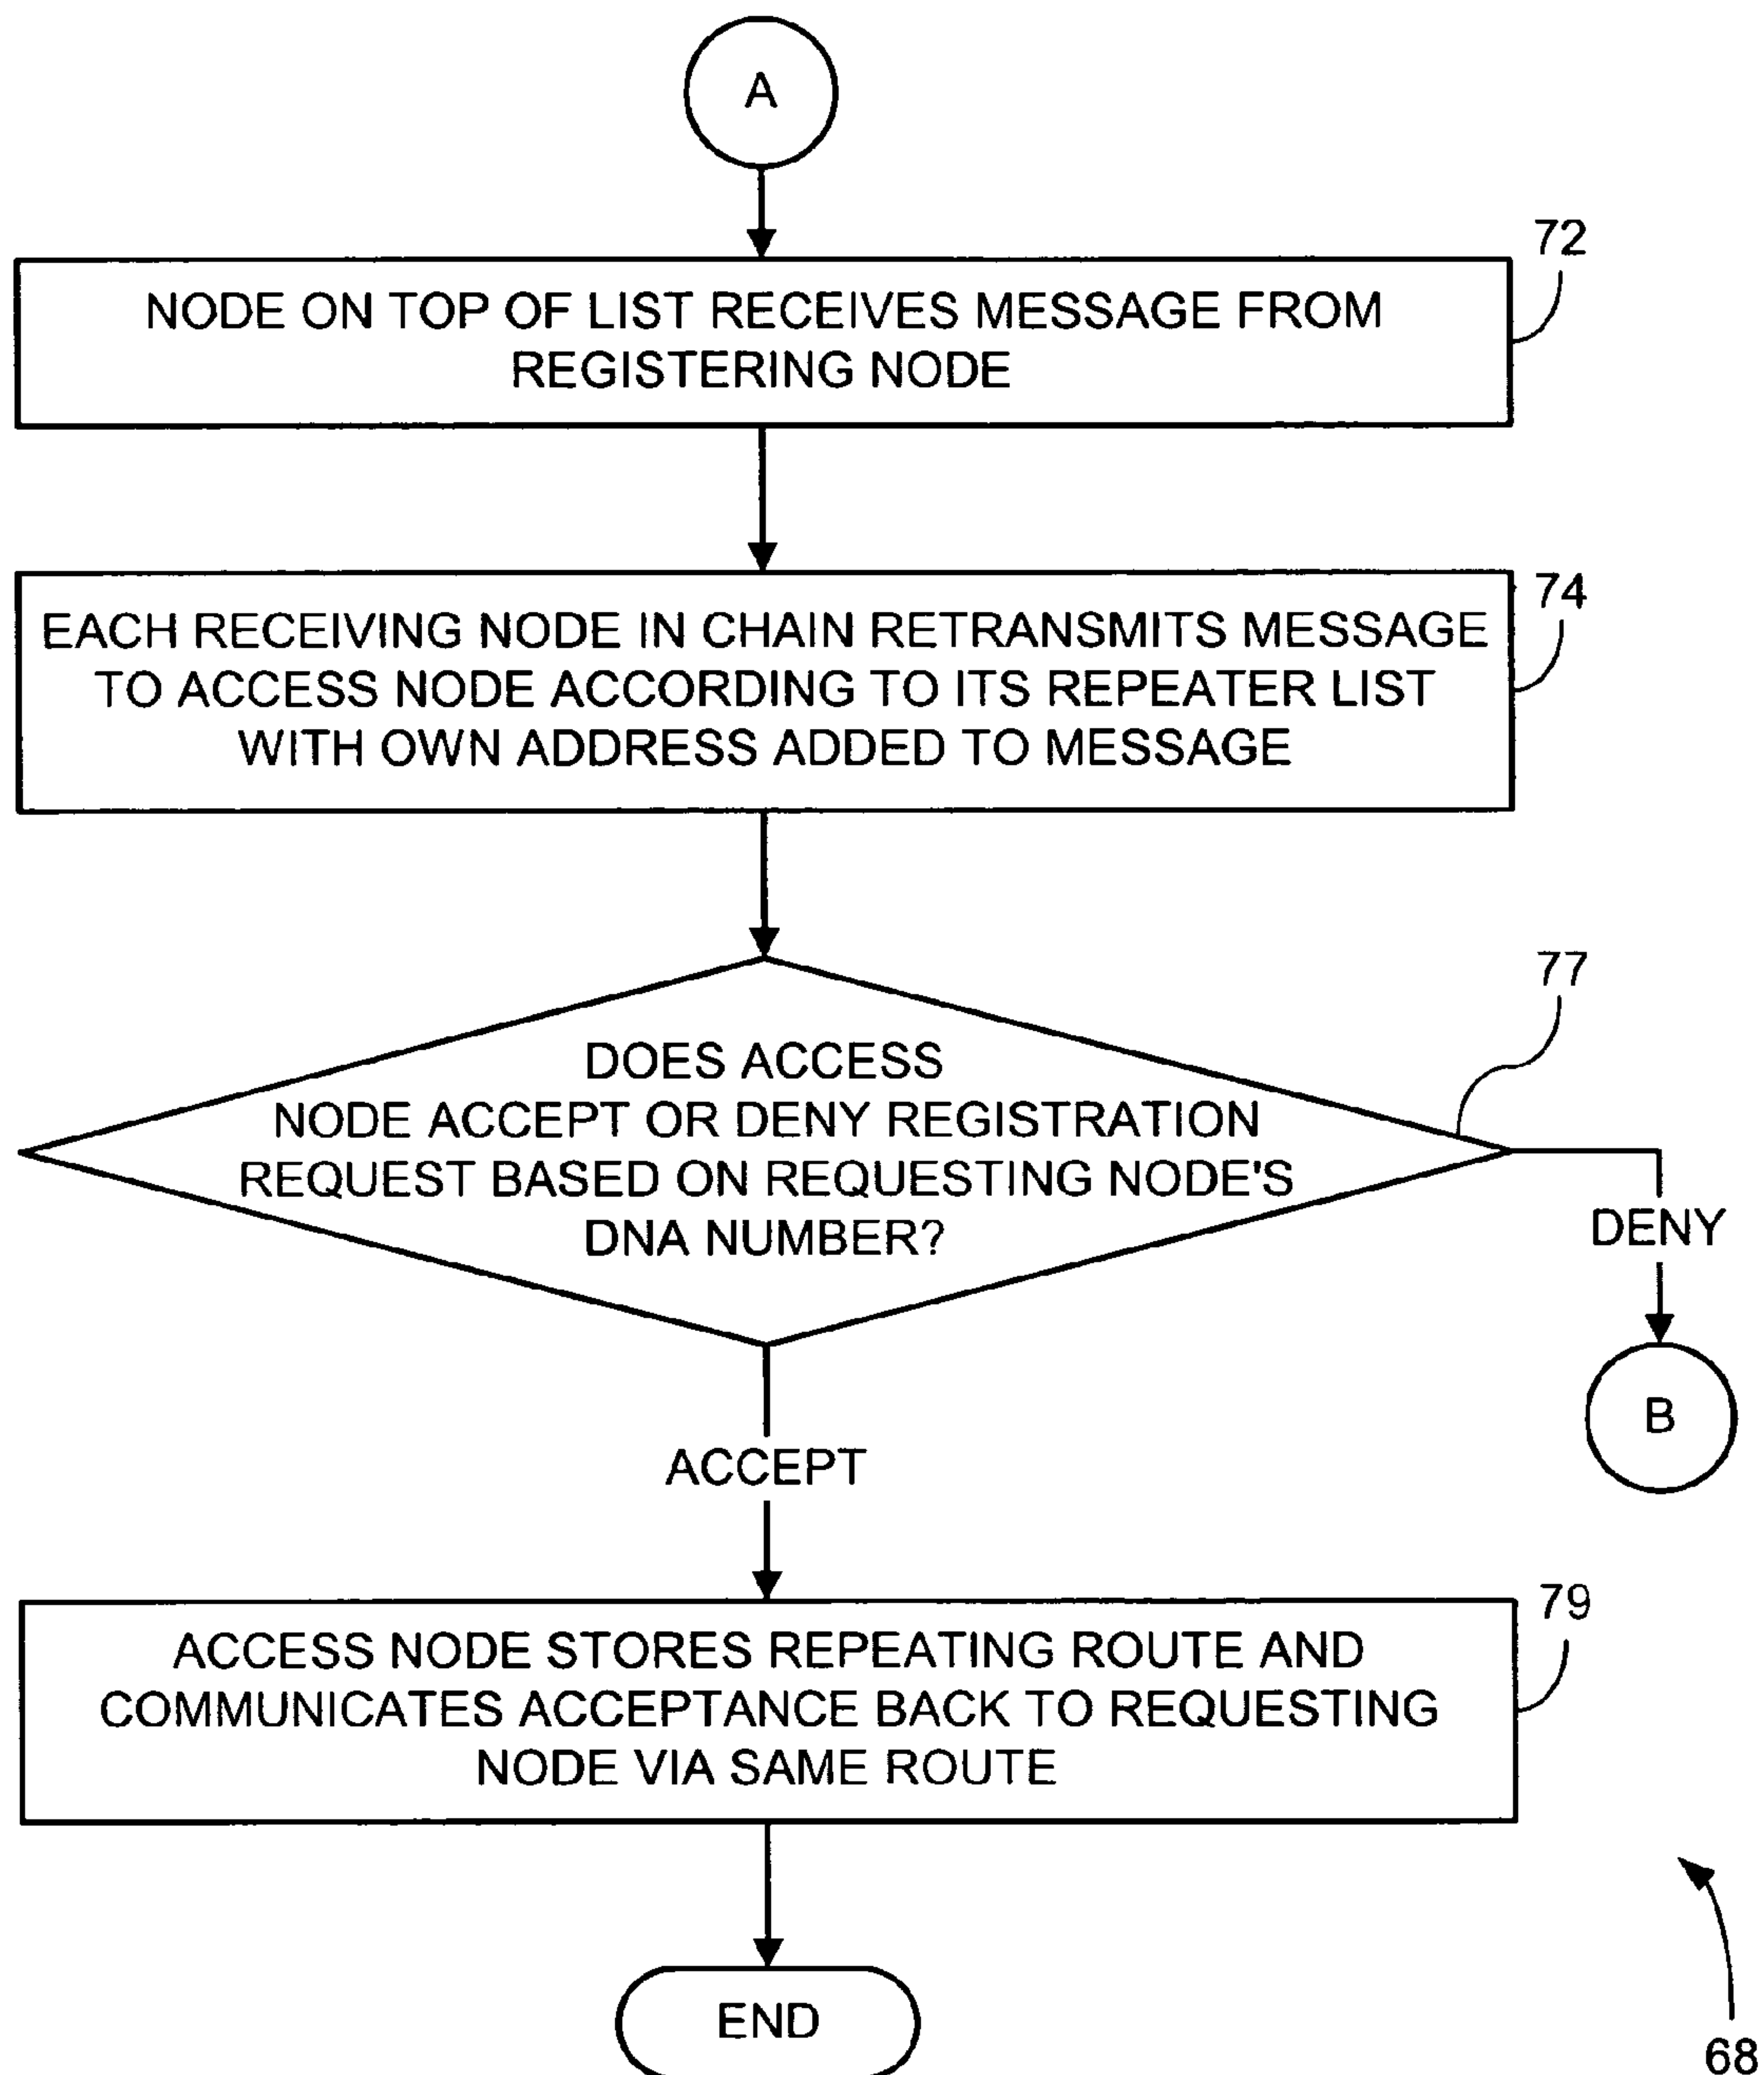 A
72
NODE ON TOP OF LIST RECEIVES MESSAGE FROM
REGISTERING NODE
74
EACH RECEIVING NODE IN CHAIN RETRANSMITS MESSAGE
TO ACCESS NODE ACCORDING TO ITS REPEATER LIST
WITH OWN ADDRESS ADDED TO MESSAGE
77
DOES ACCESS
NODE ACCEPT OR DENY REGISTRATION
REQUEST BASED ON REQUESTING NODE'S
DNA NUMBER?
DENY
B
ACCEPT
79
ACCESS NODE STORES REPEATING ROUTE AND
COMMUNICATES ACCEPTANCE BACK TO REQUESTING
NODE VIA SAME ROUTE
END
68